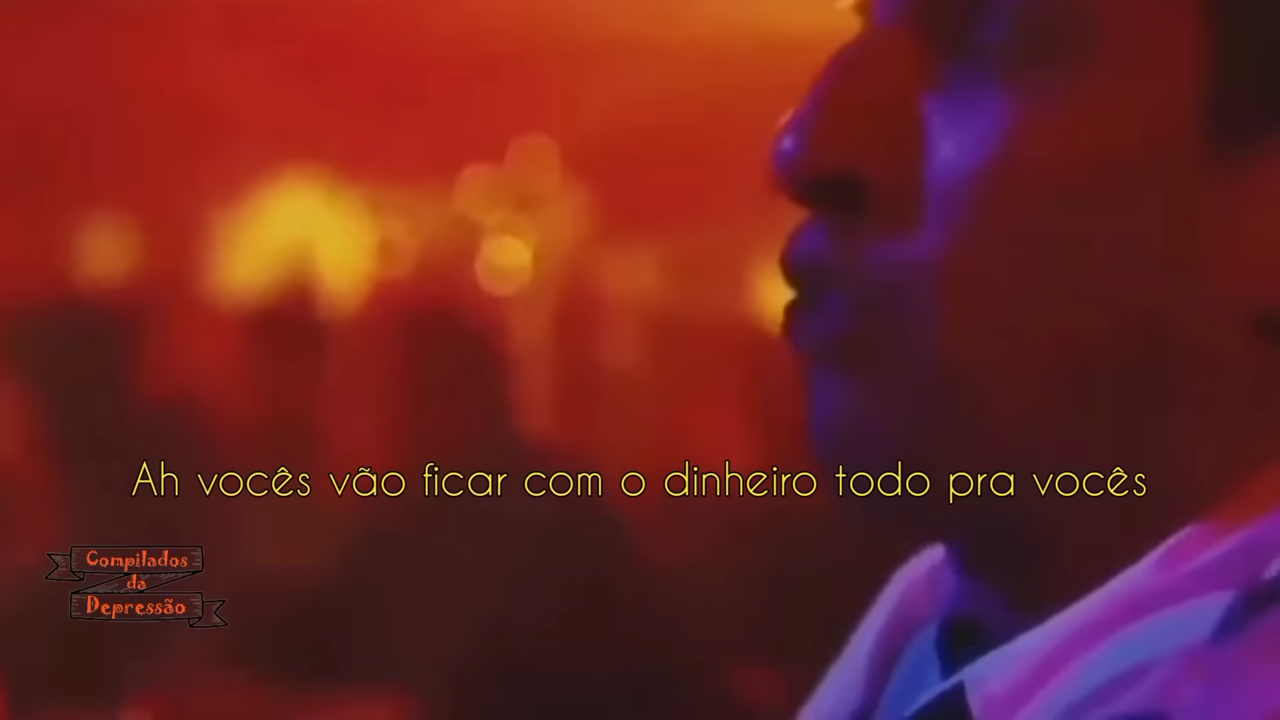 Ah vocês vão ficar com o dinheiro todo pra vocês
Compilados
da
Depressão